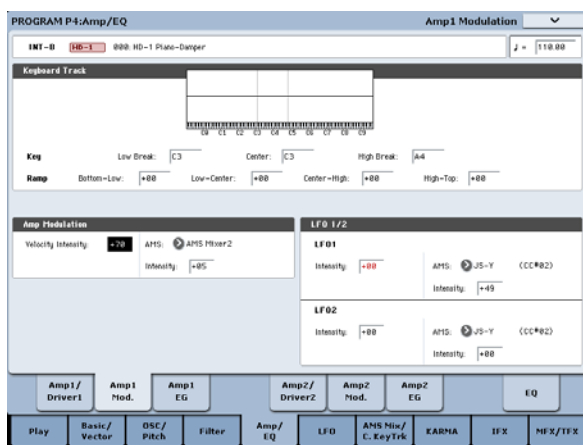 PROGRAM P4:Amp/EQ Amp1 Modulation
INT-B HD-1 000: HD-1 Piano-Damper ♩ = 110.00
Keyboard Track
C0 C1 C2 C3 C4 C5 C6 C7 C8 C9
Key Low Break: C3 Center: C3 High Break: A4
Ramp Bottom-Low: +00 Low-Center: +00 Center-High: +00 High-Top: +00
Amp Modulation LFO 1/2
Velocity Intensity: +70 AMS: AMS Mixer2
Intensity: +05
LFO1
Intensity: +00 AMS: JS-Y (CC#02)
Intensity: +49
LFO2
Intensity: +00 AMS: JS-Y (CC#02)
Intensity: +00
Amp1/ Driver1 Amp1 Mod. Amp1 EG Amp2/ Driver2 Amp2 Mod. Amp2 EG EQ
Play Basic/ Vector OSC/ Pitch Filter Amp/ EQ LFO AMS Mix/ C. KeyTrk KARMA IFX MFX/TFX